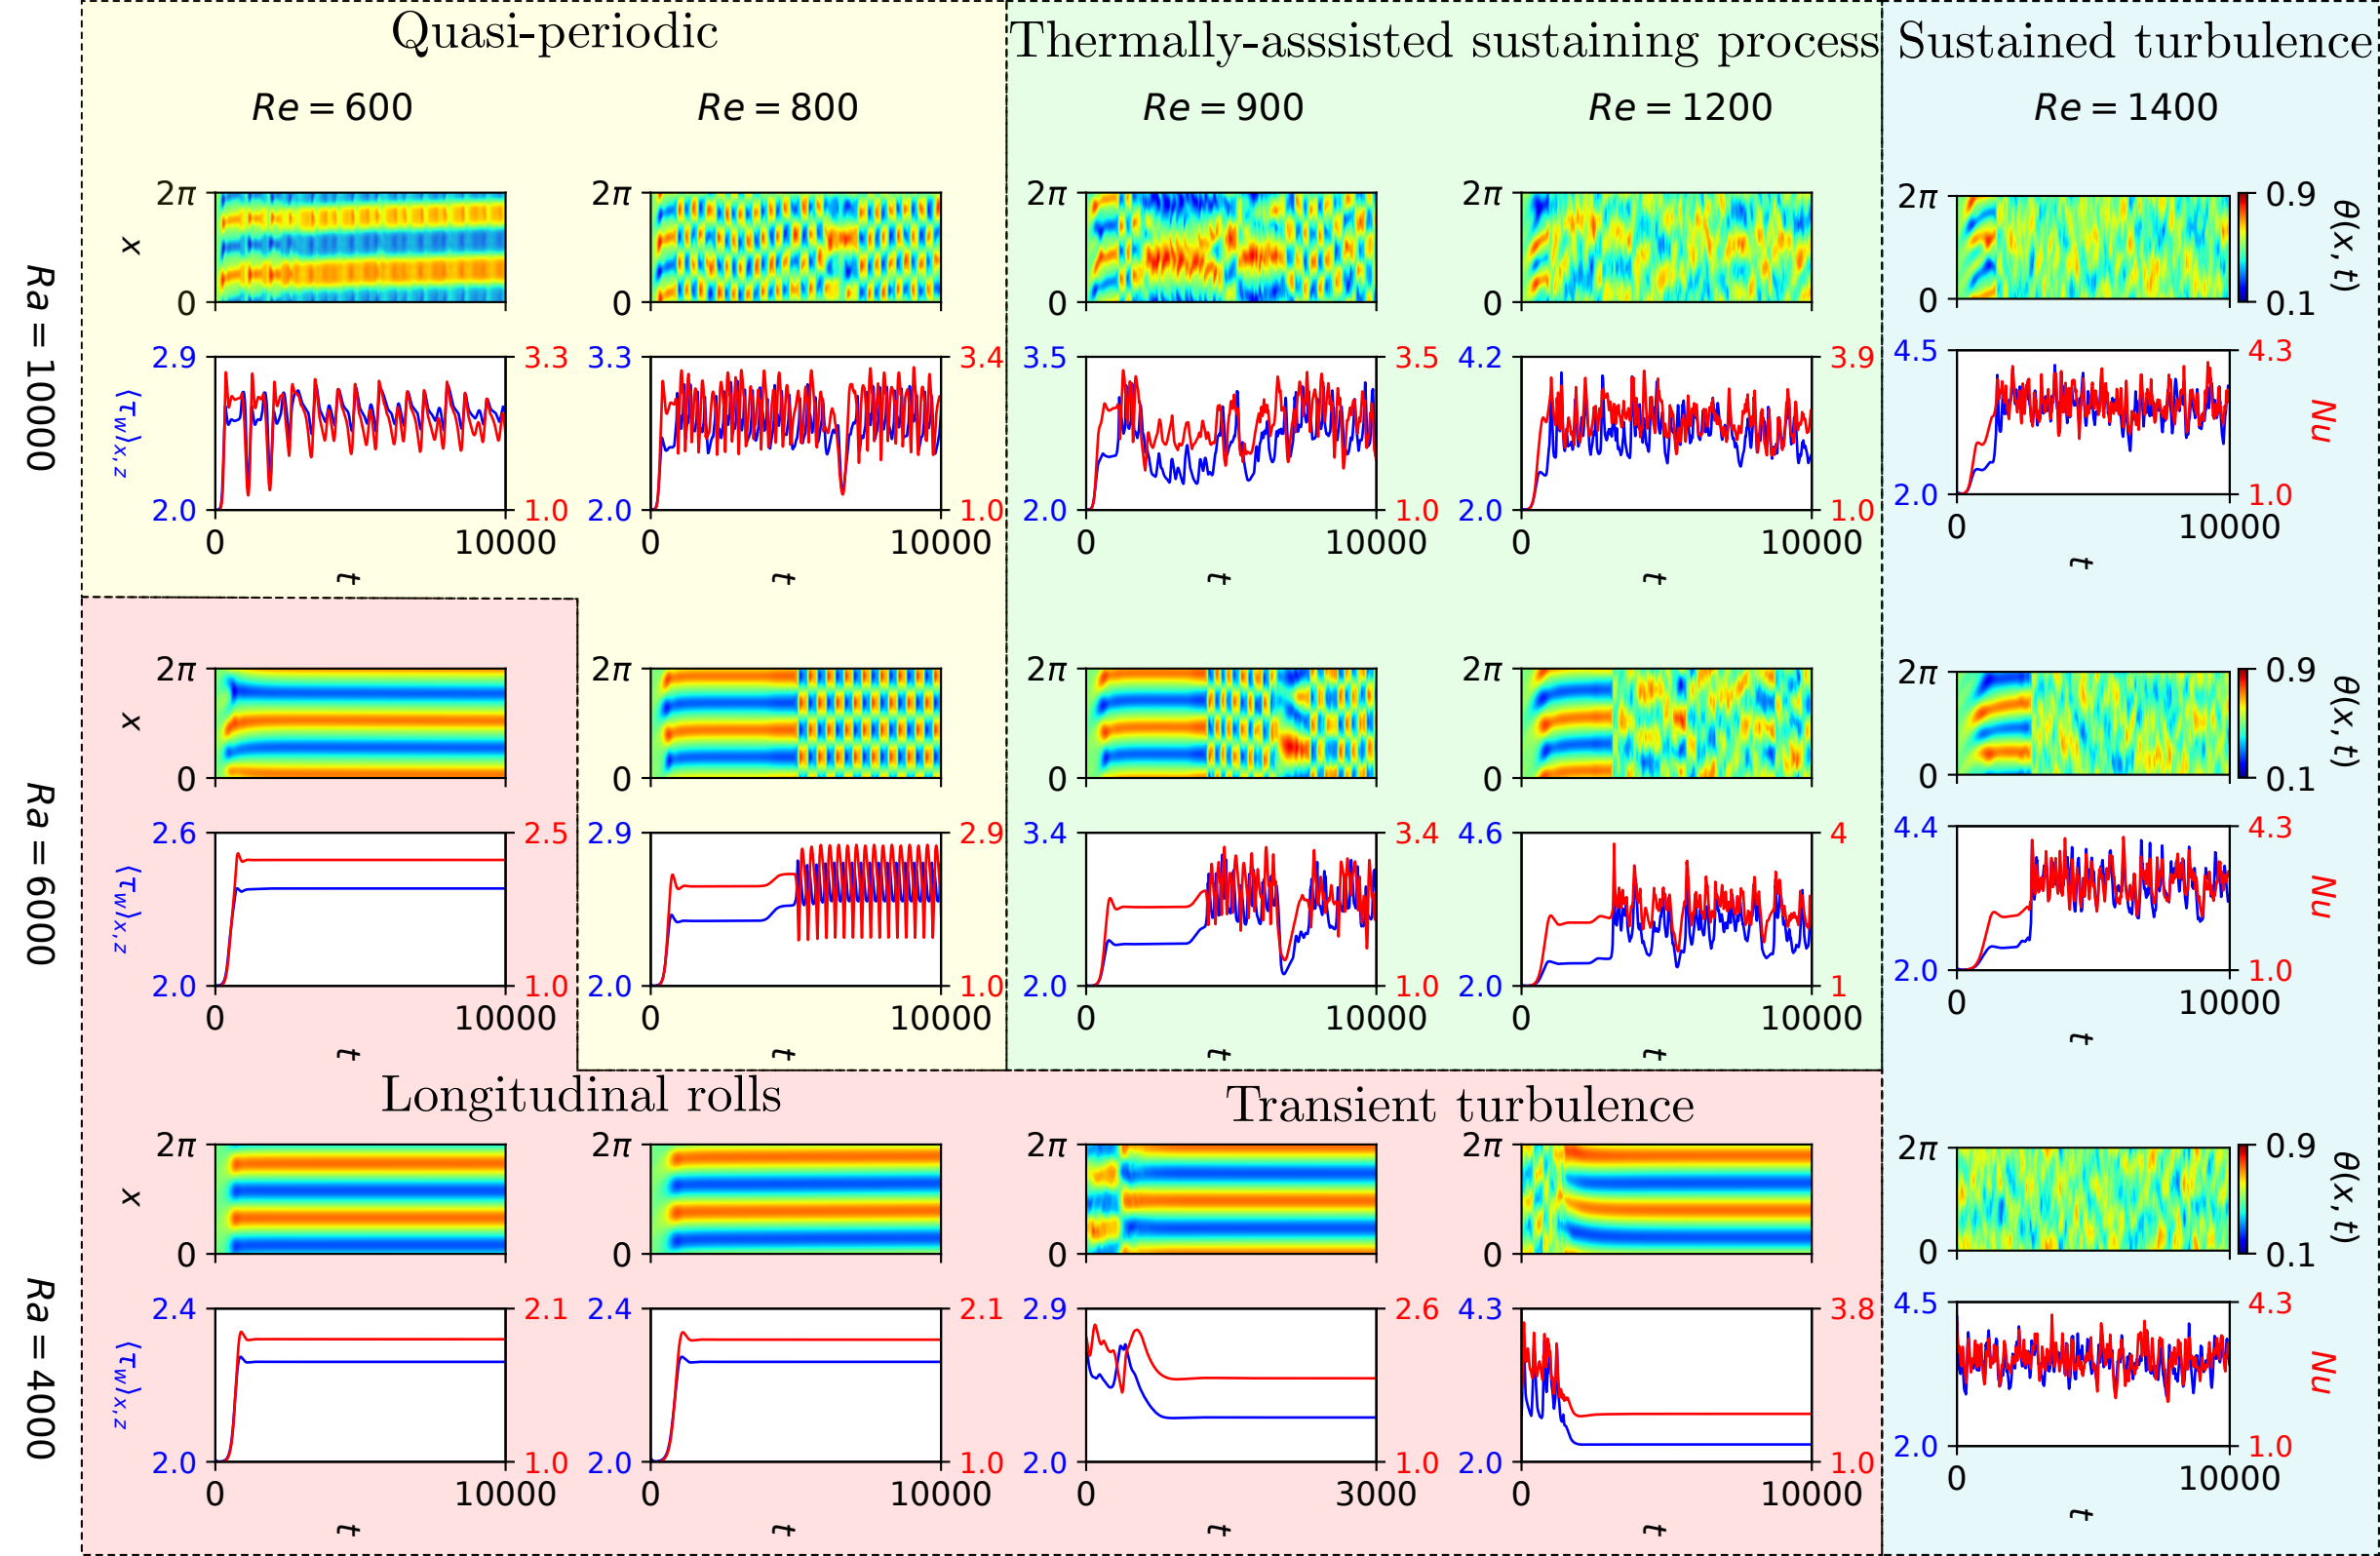 Quasi-periodic
Thermally-asssisted sustaining process
Sustained turbulence
Re = 600
Re = 800
Re = 900
Re = 1200
Re = 1400
Ra = 10000
2π
x
0
2π
0
2π
0
2π
0
2π
0
0.9
0.1
θ(x, t)
2.9
⟨τw⟩x,z
2.0
3.3
1.0
0
10000
t
3.3
2.0
3.4
1.0
0
10000
t
3.5
2.0
3.5
1.0
0
10000
t
4.2
2.0
3.9
1.0
0
10000
t
4.5
2.0
4.3
1.0
Nu
0
10000
t
Ra = 6000
2π
x
0
2π
0
2π
0
2π
0
2π
0
0.9
0.1
θ(x, t)
2.6
⟨τw⟩x,z
2.0
2.5
1.0
0
10000
t
2.9
2.0
2.9
1.0
0
10000
t
3.4
2.0
3.4
1.0
0
10000
t
4.6
2.0
4
1
0
10000
t
4.4
2.0
4.3
1.0
Nu
0
10000
t
Longitudinal rolls
Transient turbulence
Ra = 4000
2π
x
0
2π
0
2π
0
2π
0
2π
0
0.9
0.1
θ(x, t)
2.4
⟨τw⟩x,z
2.0
2.1
1.0
0
10000
t
2.4
2.0
2.1
1.0
0
10000
t
2.9
2.0
2.6
1.0
0
3000
t
4.3
2.0
3.8
1.0
0
10000
t
4.5
2.0
4.3
1.0
Nu
0
10000
t